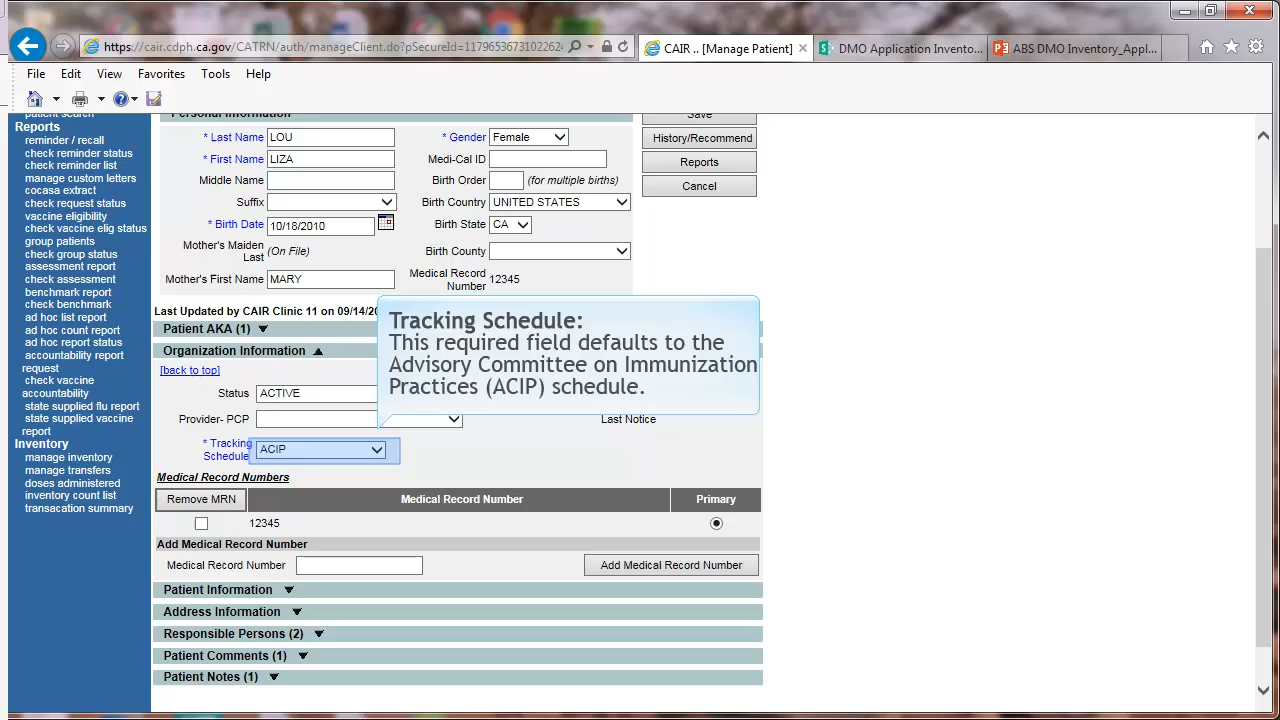 https://cair.cdph.ca.gov/CATRN/auth/manageClient.do?pSecureId=1179653673102262
CAIR .. [Manage Patient]
DMO Application Invento...
ABS DMO Inventory_Appl...
File Edit View Favorites Tools Help
patient search
Reports
reminder / recall
check reminder status
check reminder list
manage custom letters
cocasa extract
check request status
vaccine eligibility
check vaccine elig status
group patients
check group status
assessment report
check assessment
benchmark report
check benchmark
ad hoc list report
ad hoc count report
ad hoc report status
accountability report
request
check vaccine
accountability
state supplied flu report
state supplied vaccine
report
Inventory
manage inventory
manage transfers
doses administered
inventory count list
transacation summary
Personal Information
* Last Name LOU
* First Name LIZA
Middle Name
Suffix
* Birth Date 10/18/2010
Mother's Maiden
Last (On File)
Mother's First Name MARY
* Gender Female
Medi-Cal ID
Birth Order (for multiple births)
Birth Country UNITED STATES
Birth State CA
Birth County
Medical Record
Number 12345
Save
History/Recommend
Reports
Cancel
Last Updated by CAIR Clinic 11 on 09/14/20
Patient AKA (1)
Organization Information
[back to top]
Status ACTIVE
Provider- PCP
Last Notice
* Tracking
Schedule ACIP
Tracking Schedule:
This required field defaults to the
Advisory Committee on Immunization
Practices (ACIP) schedule.
Medical Record Numbers
Remove MRN Medical Record Number Primary
12345
Add Medical Record Number
Medical Record Number Add Medical Record Number
Patient Information
Address Information
Responsible Persons (2)
Patient Comments (1)
Patient Notes (1)